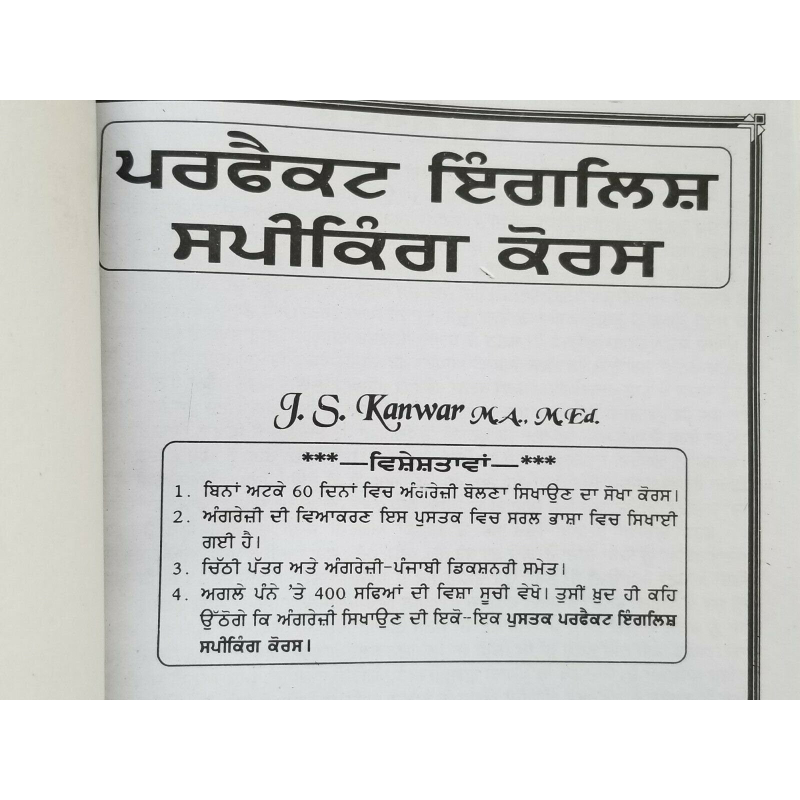 ਪਰਫੈਕਟ ਇੰਗਲਿਸ਼
ਸਪੀਕਿੰਗ ਕੋਰਸ
J. S. Kanwar M.A., M.Ed.
***—ਵਿਸ਼ੇਸ਼ਤਾਵਾਂ—***
1. ਬਿਨਾਂ ਅਟਕੇ 60 ਦਿਨਾਂ ਵਿਚ ਅੰਗਰੇਜ਼ੀ ਬੋਲਣਾ ਸਿਖਾਉਣ ਦਾ ਸੋਖਾ ਕੋਰਸ।
2. ਅੰਗਰੇਜ਼ੀ ਦੀ ਵਿਆਕਰਣ ਇਸ ਪੁਸਤਕ ਵਿਚ ਸਰਲ ਭਾਸ਼ਾ ਵਿਚ ਸਿਖਾਈ
ਗਈ ਹੈ।
3. ਚਿੱਠੀ ਪੱਤਰ ਅਤੇ ਅੰਗਰੇਜ਼ੀ-ਪੰਜਾਬੀ ਡਿਕਸ਼ਨਰੀ ਸਮੇਤ।
4. ਅਗਲੇ ਪੰਨੇ 'ਤੇ 400 ਸਫਿਆਂ ਦੀ ਵਿਸ਼ਾ ਸੂਚੀ ਵੇਖੋ। ਤੁਸੀਂ ਖ਼ੁਦ ਹੀ ਕਹਿ
ਉੱਠੋਗੇ ਕਿ ਅੰਗਰੇਜ਼ੀ ਸਿਖਾਉਣ ਦੀ ਇਕੋ-ਇਕ ਪੁਸਤਕ ਪਰਫੈਕਟ ਇੰਗਲਿਸ਼
ਸਪੀਕਿੰਗ ਕੋਰਸ।